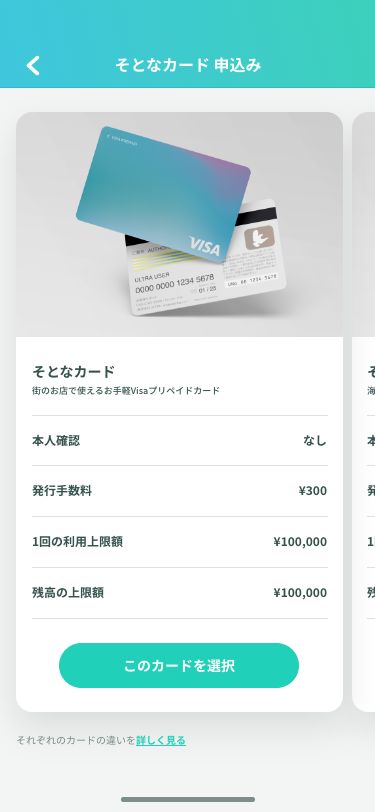 そとなカード 申込み
VISA
ULTRA USER
0000 0000 1234 5678
01 / 25
そとなカード
街のお店で使えるお手軽Visaプリペイドカード
本人確認
なし
発行手数料
¥300
1回の利用上限額
¥100,000
残高の上限額
¥100,000
このカードを選択
それぞれのカードの違いを詳しく見る